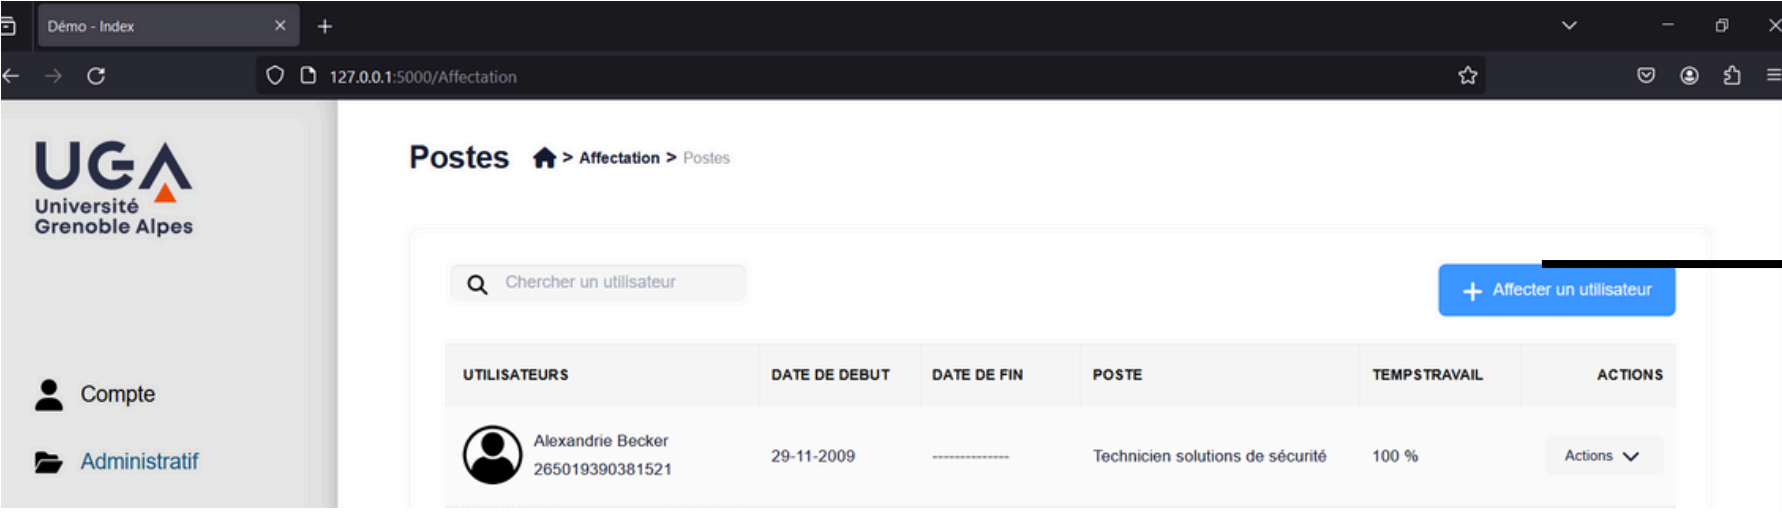 Démo - Index
127.0.0.1:5000/Affectation
UGA
Université
Grenoble Alpes
Postes > Affectation > Postes
Chercher un utilisateur
Affecter un utilisateur
UTILISATEURS DATE DE DEBUT DATE DE FIN POSTE TEMPSTRAVAIL ACTIONS
Compte
Alexandrie Becker
265019390381521
29-11-2009 -------------- Technicien solutions de sécurité 100 % Actions
Administratif